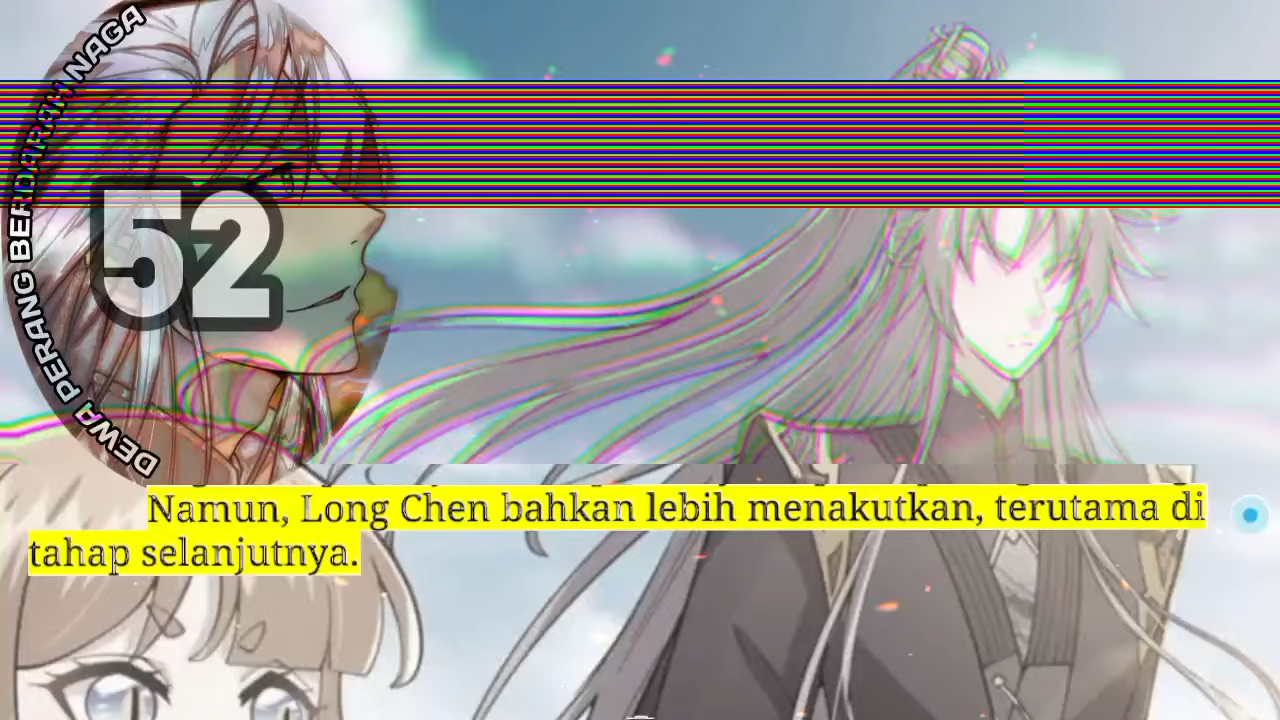 DEWA PERANG BERDARAH NAGA
52
Namun, Long Chen bahkan lebih menakutkan, terutama di
tahap selanjutnya.